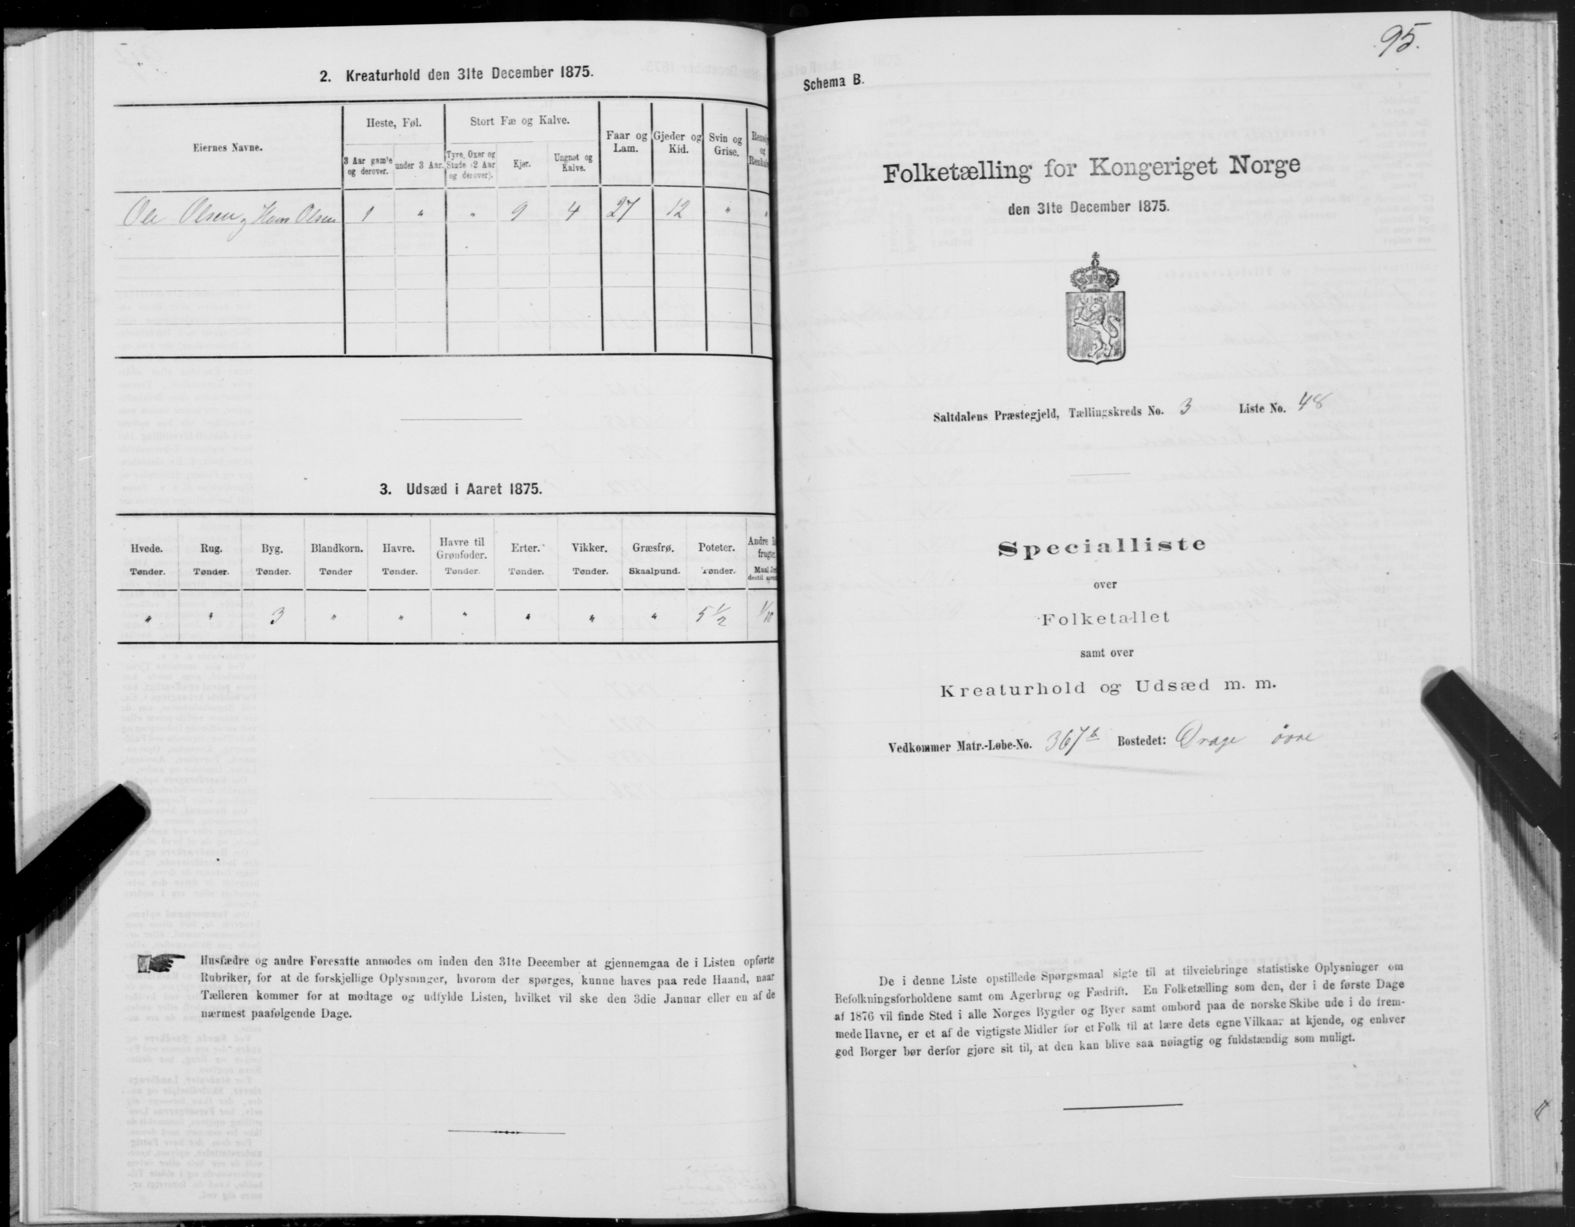 2. Kreaturhold den 31te December 1875.
Eiernes Navne.
Heste, Føl.
Stort Fæ og Kalve.
Faar og Lam.
Gjeder og Kid.
Svin og Grise.
3 Aar gamle og derover.
under 3 Aar.
Tyre, Oxer og Stude (2 Aar og derover).
Kjør.
Ungnøt og Kalve.
Ole Olsen og Hans Olsen 1 " " 9 4 27 12 " "
3. Udsæd i Aaret 1875.
Hvede. Rug. Byg. Blandkorn. Havre. Havre til Grønfoder. Erter. Vikker. Græsfrø. Poteter. Andre
Tønder. Tønder. Tønder. Tønder Tønder. Tønder. Tønder. Tønder. Skaalpund. Tønder.
" " 3 " " " " " " 5 1/2 1/10
Husfædre og andre Foresatte anmodes om inden den 31te December at gjennemgaa de i Listen opførte
Rubriker, for at de forskjellige Oplysninger, hvorom der spørges, kunne haves paa rede Haand, naar
Tælleren kommer for at modtage og udfylde Listen, hvilket vil ske den 3die Januar eller en af de
nærmest paafølgende Dage.
95.
Schema B.
Folketælling for Kongeriget Norge
den 31te December 1875.
Saltdalens Præstegjeld, Tællingskreds No. 3 Liste No. 48
Specialliste
over
Folketallet
samt over
Kreaturhold og Udsæd m. m.
Vedkommer Matr.-Løbe-No. 367b Bostedet: Drage øvre
De i denne Liste opstillede Spørgsmaal sigte til at tilveiebringe statistiske Oplysninger om
Befolkningsforholdene samt om Agerbrug og Fædrift. En Folketælling som den, der i de første Dage
af 1876 vil finde Sted i alle Norges Bygder og Byer samt ombord paa de norske Skibe ude i de frem-
mede Havne, er et af de vigtigste Midler for et Folk til at lære dets egne Vilkaar at kjende, og enhver
god Borger bør derfor gjøre sit til, at den kan blive saa nøiagtig og fuldstændig som muligt.